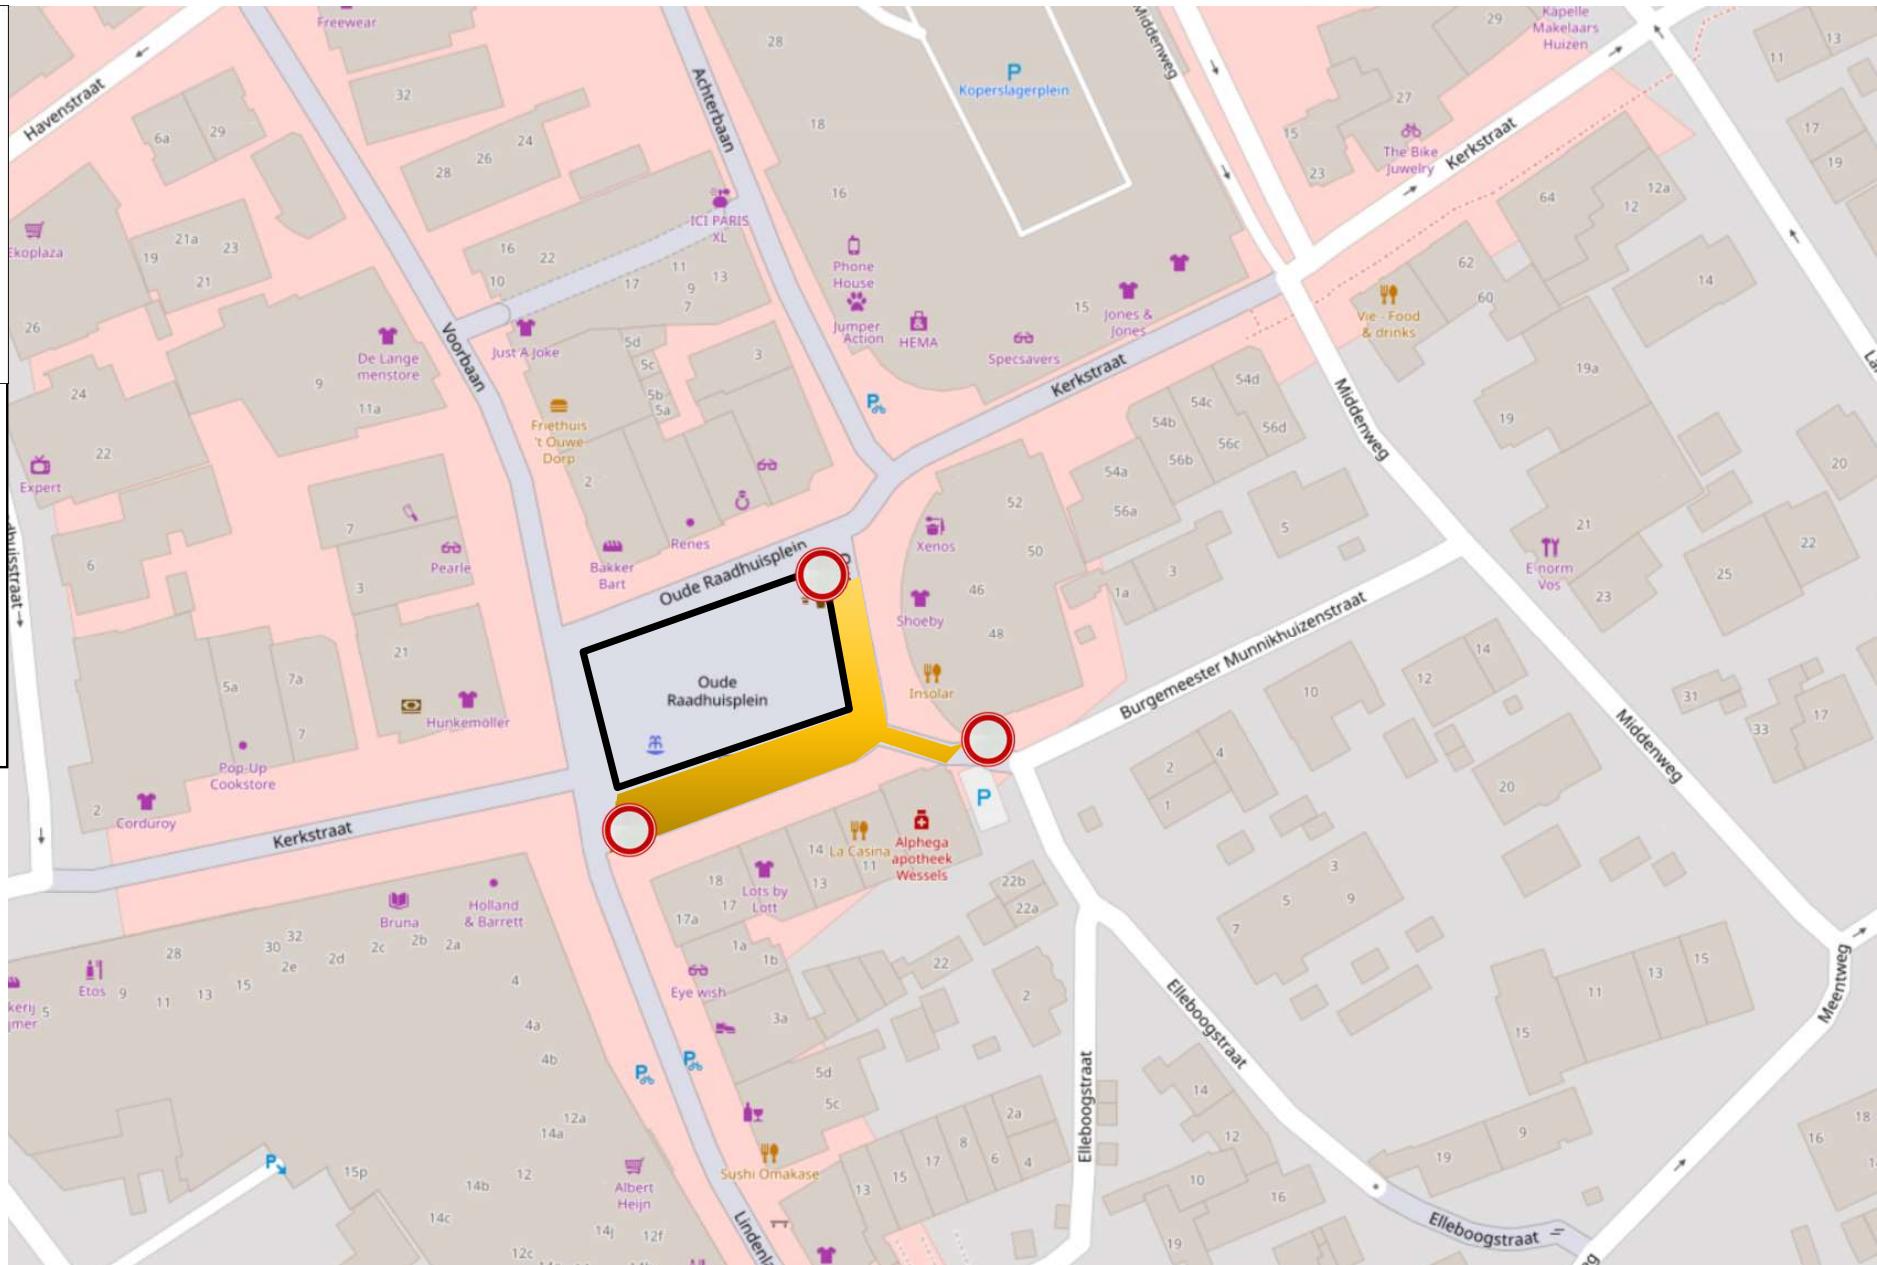 Freewear
Havenstraat
6a
29
32
28
26
24
Achterbaan
28
18
16
P
Koperslagerplein
Middenweg
29
Kapelle
Makelaars
Huizen
13
11
27
15
23
The Bike
Juwelry
Kerkstraat
17
19
64
12
12a
14
62
60
Ekoplaza
19
21a
23
21
26
16
22
10
ICI PARIS
XL
11
13
17
9
7
Phone
House
Jumper
Action
HEMA
15
Jones &
Jones
Specsavers
Vie - Food
& drinks
Voorbaan
De Lange
menstore
9
11a
Just A Joke
5d
5c
5b
5a
3
Friethuis
't Ouwe
Dorp
2
24
22
Expert
P
Kerkstraat
54d
54c
54b
56d
56c
56b
54a
56a
52
50
46
48
Middenweg
19a
19
20
21
22
25
23
E-norm
Vos
5
7
Pearle
3
6
Bakker
Bart
Renes
Oude Raadhuisplein
Xenos
Shoeby
Insolar
1a
3
Burgemeester Munnikhuizenstraat
Oude
Raadhuisplein
21
Hunkemöller
5a
7a
7
Pop-Up
Cookstore
2
Corduroy
Kerkstraat
10
12
14
31
33
17
Middenweg
2
4
1
20
P
14
La Casina
11
13
Alphega
apotheek
Wessels
18
17
17a
Lots by
Lott
22b
22a
3
5
9
7
Bruna
Holland
& Barrett
28
30
32
2e
2d
2c
2b
2a
Etos
9
11
13
15
5
4
4a
4b
1a
1b
Eye wish
3a
22
2
Elleboogstraat
11
13
15
15
Meentweg
P
P
5d
5c
12a
14a
12
14b
14c
15p
P
Sushi Omakase
Albert
Heijn
14j
12f
12c
13
15
17
8
6
4
2a
Elleboogstraat
14
12
10
16
19
19
9
18
16
Elleboogstraat